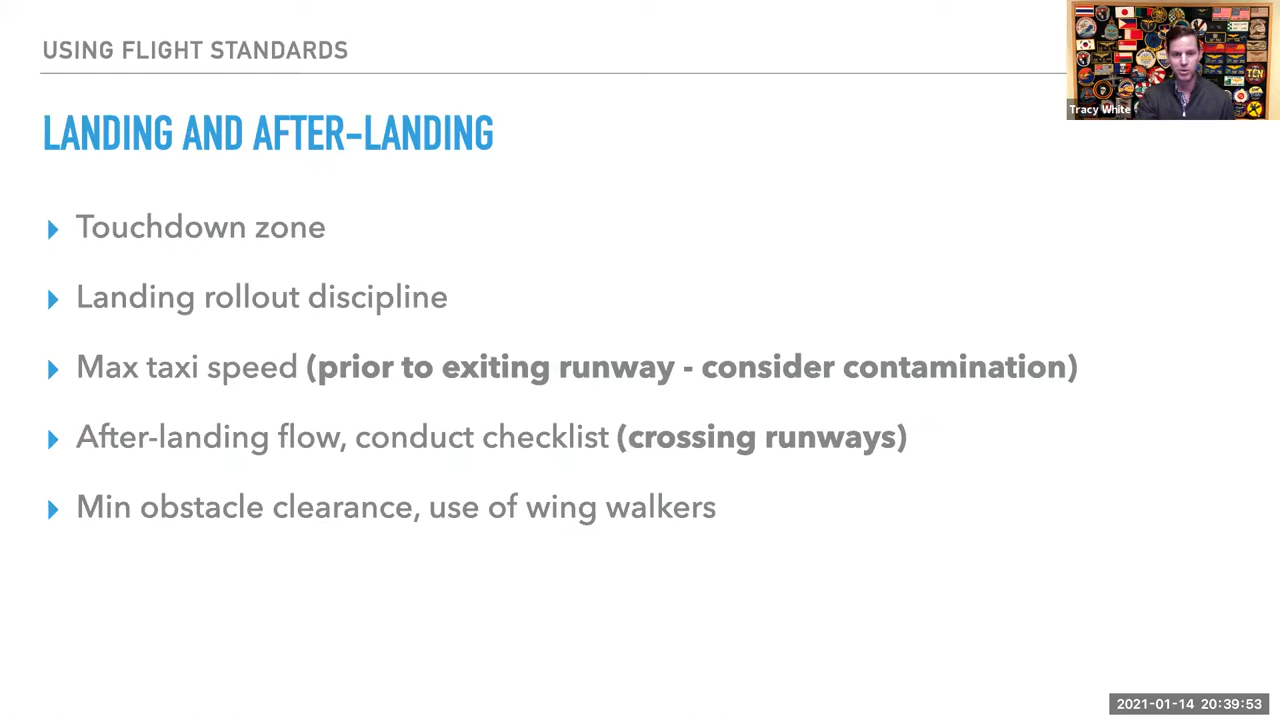 USING FLIGHT STANDARDS
LANDING AND AFTER-LANDING
Touchdown zone
Landing rollout discipline
Max taxi speed (prior to exiting runway - consider contamination)
After-landing flow, conduct checklist (crossing runways)
Min obstacle clearance, use of wing walkers
TCN
Tracy White
2021-01-14 20:39:53